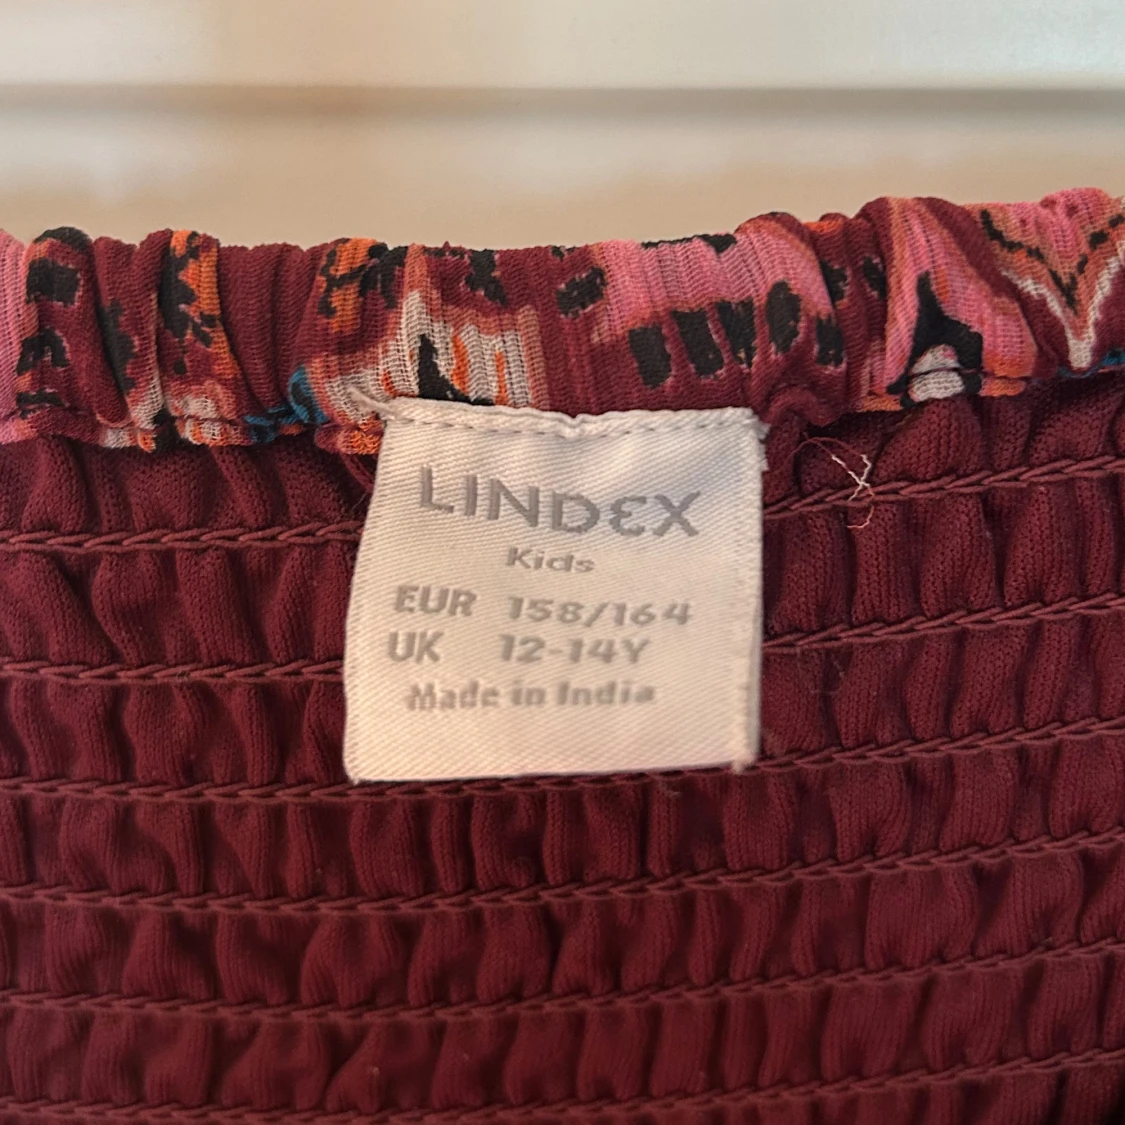 LINDEX
Kids
EUR 158/164
UK 12-14Y
Made in India